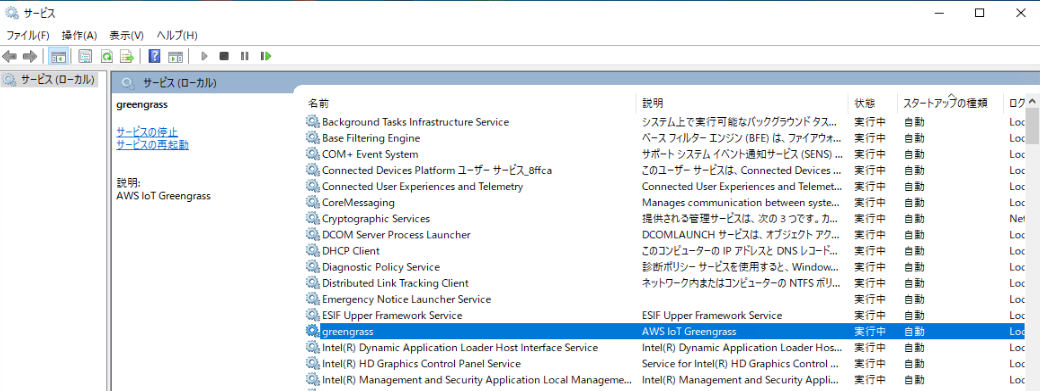 サービス
ファイル(F) 操作(A) 表示(V) ヘルプ(H)
サービス (ローカル)
サービス (ローカル)
greengrass
サービスの停止
サービスの再起動
説明:
AWS IoT Greengrass
名前 説明 状態 スタートアップの種類 ログ
Background Tasks Infrastructure Service システム上で実行可能なバックグラウンド タス... 実行中 自動 Loc
Base Filtering Engine ベース フィルター エンジン (BFE) は、ファイアウォ... 実行中 自動 Loc
COM+ Event System サポート システム イベント通知サービス (SENS) ... 実行中 自動 Loc
Connected Devices Platform ユーザー サービス_8ffca このユーザー サービスは、Connected Devices ... 実行中 自動 Loc
Connected User Experiences and Telemetry Connected User Experiences and Telemet... 実行中 自動 Loc
CoreMessaging Manages communication between syste... 実行中 自動 Loc
Cryptographic Services 提供される管理サービスは、次の 3 つです。カ... 実行中 自動 Net
DCOM Server Process Launcher DCOMLAUNCH サービスは、オブジェクト アク... 実行中 自動 Loc
DHCP Client このコンピューターの IP アドレスと DNS レコード... 実行中 自動 Loc
Diagnostic Policy Service 診断ポリシー サービスを使用すると、Window... 実行中 自動 Loc
Distributed Link Tracking Client ネットワーク内またはコンピューターの NTFS ボリ... 実行中 自動 Loc
Emergency Notice Launcher Service 実行中 自動 Loc
ESIF Upper Framework Service ESIF Upper Framework Service 実行中 自動 Loc
greengrass AWS IoT Greengrass 実行中 自動 Loc
Intel(R) Dynamic Application Loader Host Interface Service Intel(R) Dynamic Application Loader Hos... 実行中 自動 Loc
Intel(R) HD Graphics Control Panel Service Service for Intel(R) HD Graphics Control ... 実行中 自動 Loc
Intel(R) Management and Security Application Local Manageme... Intel(R) Management and Security Appli... 実行中 自動 Loc